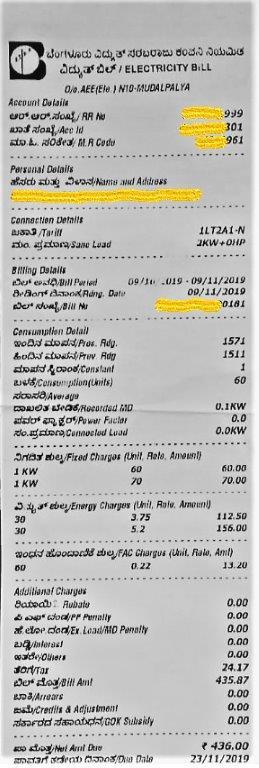 ಬೆಂಗಳೂರು ವಿದ್ಯುತ್ ಸರಬರಾಜು ಕಂಪನಿ ನಿಯಮಿತ
ವಿದ್ಯುತ್ ಬಿಲ್ / ELECTRICITY BILL
O/o. AEE(Ele.) N10-MUDALPALYA
Account Details
ಆರ್.ಆರ್.ಸಂಖ್ಯೆ/ RR No 999
ಖಾತೆ ಸಂಖ್ಯೆ/Acc Id 301
ಮಾ.ಓ. ಸಂಕೇತ/ M.R Code 961
Personal Details
ಹೆಸರು ಮತ್ತು ವಿಳಾಸ/Name and Address
Connection Details
ಜಕಾತಿ/Tariff 1LT2A1-N
ಮಂ. ಪ್ರಮಾಣ/Sanc Load 2KW+0HP
Billing Details
ಬಿಲ್ ಅವಧಿ/Bill Period 09/10/2019 - 09/11/2019
ರೀಡಿಂಗ್ ದಿನಾಂಕ/Rdng. Date 09/11/2019
ಬಿಲ್ ಸಂಖ್ಯೆ/Bill No 0181
Consumption Detail
ಇಂದಿನ ಮಾಪನ/Pres. Rdg. 1571
ಹಿಂದಿನ ಮಾಪನ/Prev. Rdg 1511
ಮಾಪನ ಸ್ಥಿರಾಂಕ/Constant 1
ಬಳಕೆ/Consumption(Units) 60
ಸರಾಸರಿ/Average
ದಾಖಲಿತ ಬೇಡಿಕೆ/Recorded MD 0.1KW
ಪವರ್ ಫ್ಯಾಕ್ಟರ್/Power Factor 0.0
ಸಂ.ಪ್ರಮಾಣ/Connected Load 0.0KW
ನಿಗದಿತ ಶುಲ್ಕ/Fixed Charges (Unit, Rate, Amount)
1 KW 60 60.00
1 KW 70 70.00
ವಿದ್ಯುತ್ ಶುಲ್ಕ/Energy Charges (Unit, Rate, Amount)
30 3.75 112.50
30 5.2 156.00
ಇಂಧನ ಹೊಂದಾಣಿಕೆ ಶುಲ್ಕ/FAC Charges (Unit, Rate, Amt)
60 0.22 13.20
Additional Charges
ರಿಯಾಯಿತಿ Rebate 0.00
ಪಿ.ಎಫ್ ದಂಡ/PF Penalty 0.00
ಹೆ.ಲೋ ದಂಡ/Ex.Load/MD Penalty 0.00
ಬಡ್ಡಿ/Interest 0.00
ಇತರೆ/Others 0.00
ತೆರಿಗೆ/Tax 24.17
ಬಿಲ್ ಮೊತ್ತ/Bill Amt 435.87
ಬಾಕಿ/Arrears 0.00
ಜಮೆ/Credits & Adjustment 0.00
ಸರ್ಕಾರದ ಸಹಾಯಧನ/GOK Subsidy 0.00
ಪಾ ಮೊತ್ತ/Net Amt Due ₹ 436.00
ಪಾವತಿಗೆ ಕಡೇಯ ದಿನಾಂಕ/Due Date 23/11/2019